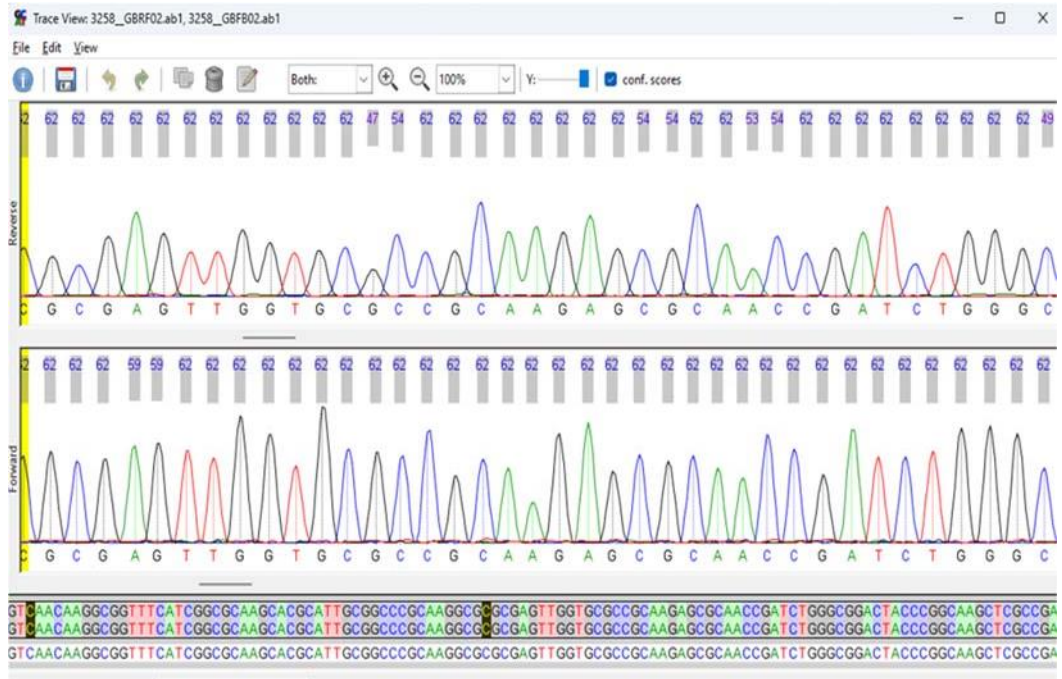 Trace View: 3258__GBRF02.ab1, 3258__GBFB02.ab1
File Edit View
Both: 100% Y: conf. scores
2 62 62 62 62 62 62 62 62 62 62 62 62 47 54 62 62 62 62 62 62 62 62 54 54 62 62 53 54 62 62 62 62 62 62 62 62 62 49
Reverse
C G C G A G T T G G T G C G C C G C A A G A G C G C A A C C G A T C T G G G C
2 62 62 62 59 59 62 62 62 62 62 62 62 62 62 62 62 62 62 62 62 62 62 62 62 62 62 62 62 62 62 62 62 62 62 62 62 62 62
Forward
C G C G A G T T G G T G C G C C G C A A G A G C G C A A C C G A T C T G G G C
GTCAACAAGGCGGTTTCATCGGCGCAAGCACGCATTGCGGCCCGCAAGGCGCGCGAGTTGGTGCGCCGCAAGAGCGCAACCGATCTGGGCGGACTACCCGGCAAGCTCGCCGA
GTCAACAAGGCGGTTTCATCGGCGCAAGCACGCATTGCGGCCCGCAAGGCGCGCGAGTTGGTGCGCCGCAAGAGCGCAACCGATCTGGGCGGACTACCCGGCAAGCTCGCCGA
GTCAACAAGGCGGTTTCATCGGCGCAAGCACGCATTGCGGCCCGCAAGGCGCGCGAGTTGGTGCGCCGCAAGAGCGCAACCGATCTGGGCGGACTACCCGGCAAGCTCGCCGA